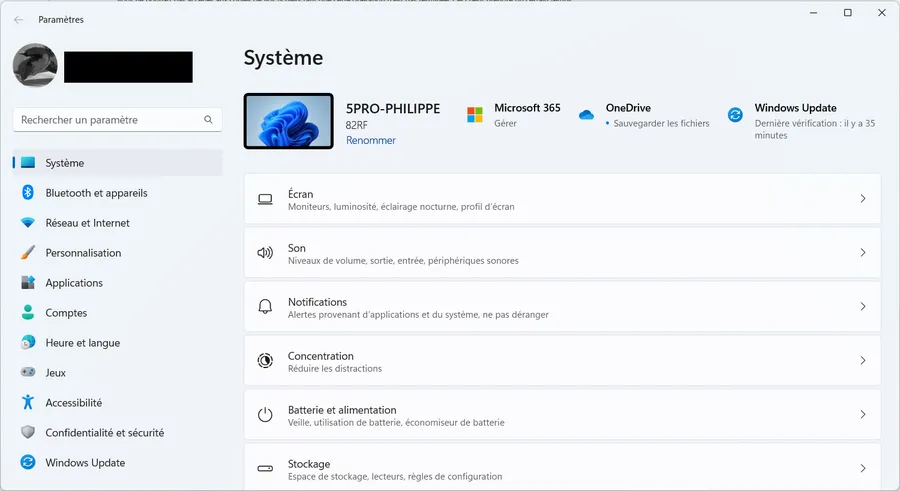 Paramètres
Rechercher un paramètre
Système
Bluetooth et appareils
Réseau et Internet
Personnalisation
Applications
Comptes
Heure et langue
Jeux
Accessibilité
Confidentialité et sécurité
Windows Update
Système
5PRO-PHILIPPE
82RF
Renommer
Microsoft 365
Gérer
OneDrive
• Sauvegarder les fichiers
Windows Update
Dernière vérification : il y a 35
minutes
Écran
Moniteurs, luminosité, éclairage nocturne, profil d'écran
Son
Niveaux de volume, sortie, entrée, périphériques sonores
Notifications
Alertes provenant d'applications et du système, ne pas déranger
Concentration
Réduire les distractions
Batterie et alimentation
Veille, utilisation de batterie, économiseur de batterie
Stockage
Espace de stockage, lecteurs, règles de configuration